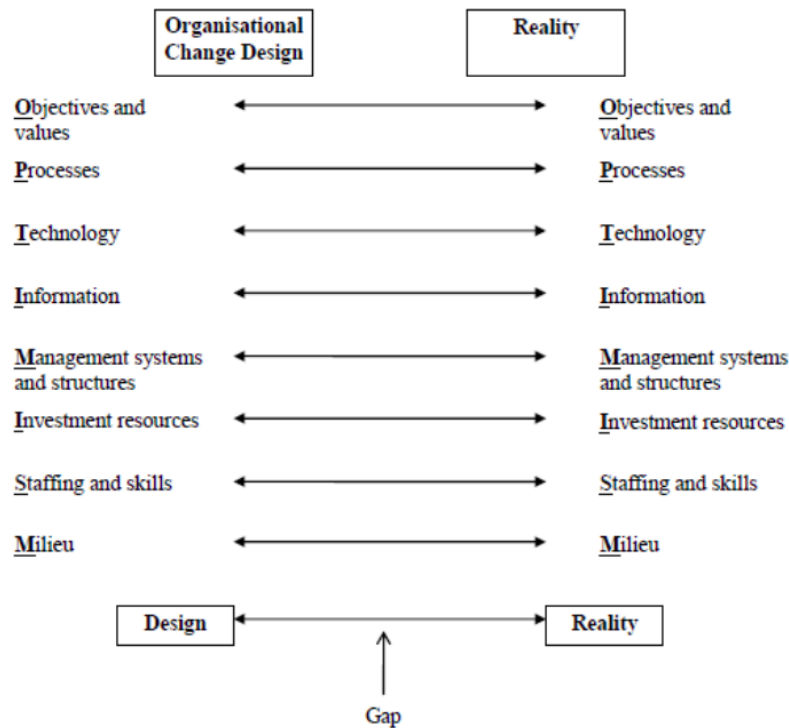 Organisational
Change Design
Reality
Objectives and
values
Objectives and
values
Processes
Processes
Technology
Technology
Information
Information
Management systems
and structures
Management systems
and structures
Investment resources
Investment resources
Staffing and skills
Staffing and skills
Milieu
Milieu
Design
Reality
Gap